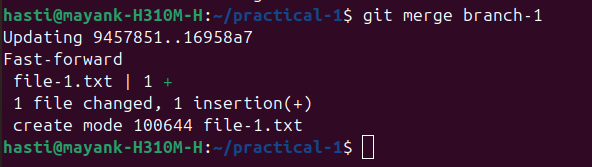 hasti@mayank-H310M-H:~/practical-1$ git merge branch-1
Updating 9457851..16958a7
Fast-forward
 file-1.txt | 1 +
 1 file changed, 1 insertion(+)
 create mode 100644 file-1.txt
hasti@mayank-H310M-H:~/practical-1$